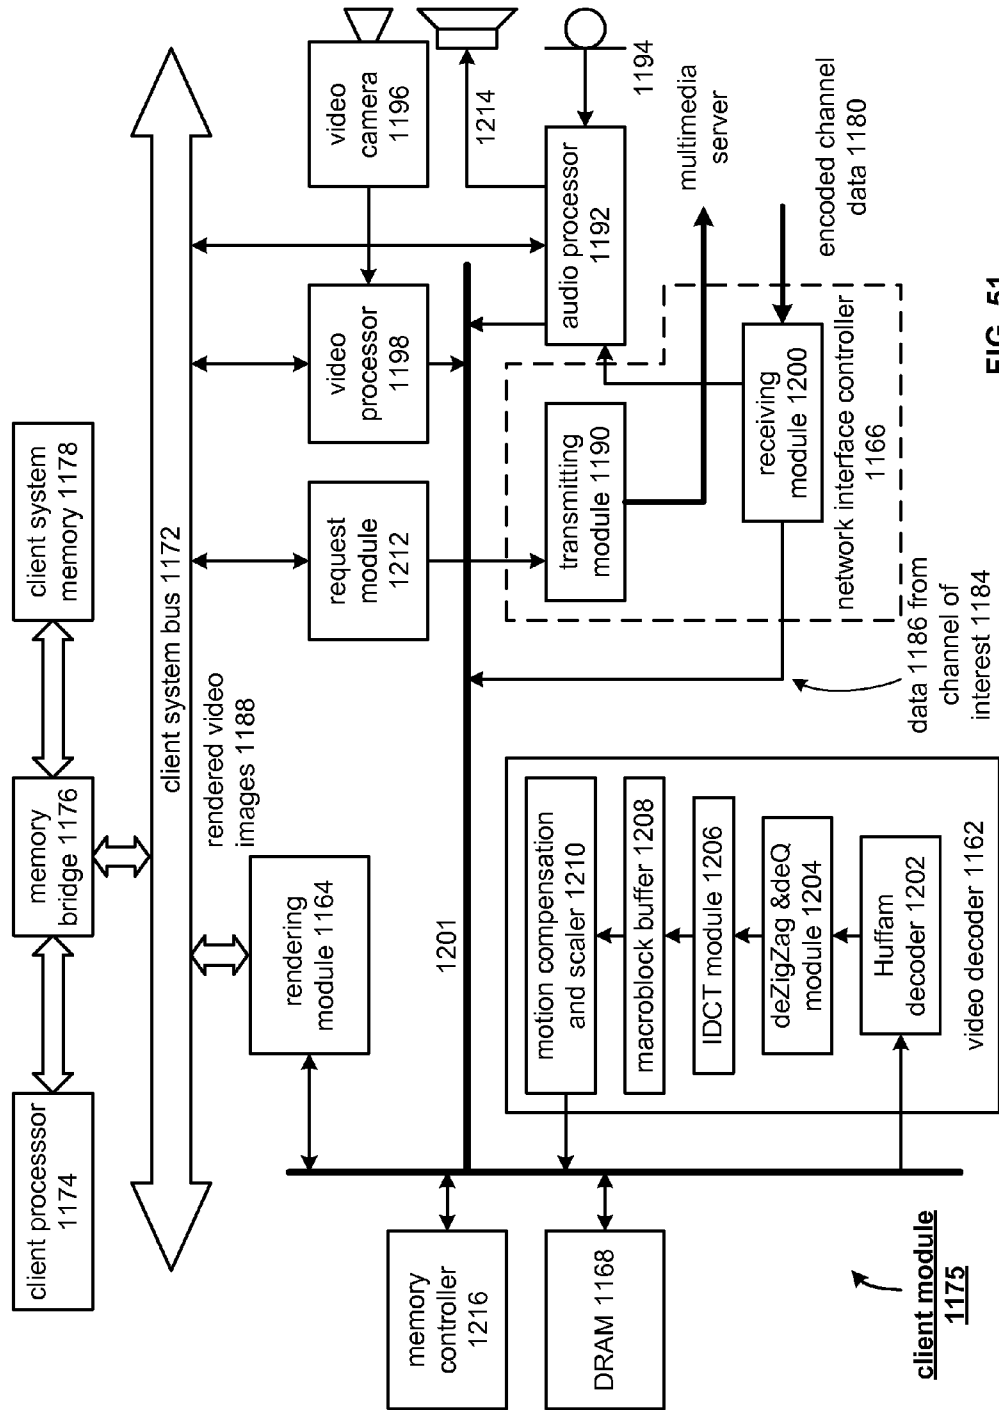 client processsor
1174
memory
bridge 1176
client system
memory 1178
client system bus 1172
rendered video
images 1188
rendering
module 1164
request
module
1212
video
processor
1198
video
camera
1196
1201
1214
audio processor
1192
1194
memory
controller
1216
DRAM 1168
motion compensation
and scaler 1210
macroblock buffer 1208
IDCT module 1206
deZigZag &deQ
module 1204
Huffam
decoder 1202
video decoder 1162
transmitting
module 1190
multimedia
server
receiving
module 1200
network interface controller
1166
encoded channel
data 1180
data 1186 from
channel of
interest 1184
client module
1175
FIG. 51